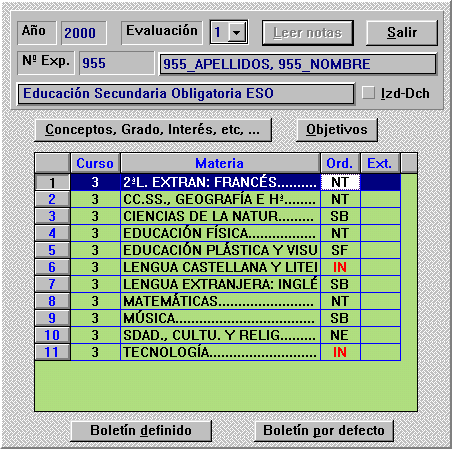 Año 2000 Evaluación 1 Leer notas Salir
Nº Exp. 955 955_APELLIDOS, 955_NOMBRE
Educación Secundaria Obligatoria ESO Izd-Dch
Conceptos, Grado, Interés, etc, ... Objetivos
Curso Materia Ord. Ext.
1 3 2ªL. EXTRAN: FRANCÉS.......... NT
2 3 CC.SS., GEOGRAFÍA E Hª........ NT
3 3 CIENCIAS DE LA NATUR......... SB
4 3 EDUCACIÓN FÍSICA............... NT
5 3 EDUCACIÓN PLÁSTICA Y VISU SF
6 3 LENGUA CASTELLANA Y LITEI IN
7 3 LENGUA EXTRANJERA: INGLÉ SB
8 3 MATEMÁTICAS..................... NT
9 3 MÚSICA................................ SB
10 3 SDAD., CULTU. Y RELIG......... NE
11 3 TECNOLOGÍA........................ IN
Boletín definido Boletín por defecto